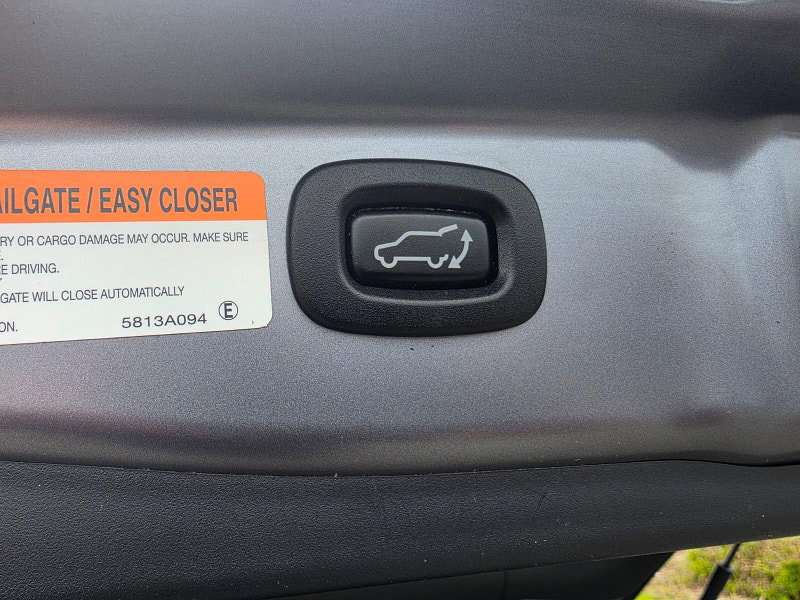 AILGATE / EASY CLOSER
RY OR CARGO DAMAGE MAY OCCUR. MAKE SURE
E.
E DRIVING.
GATE WILL CLOSE AUTOMATICALLY
ON.
5813A094 E